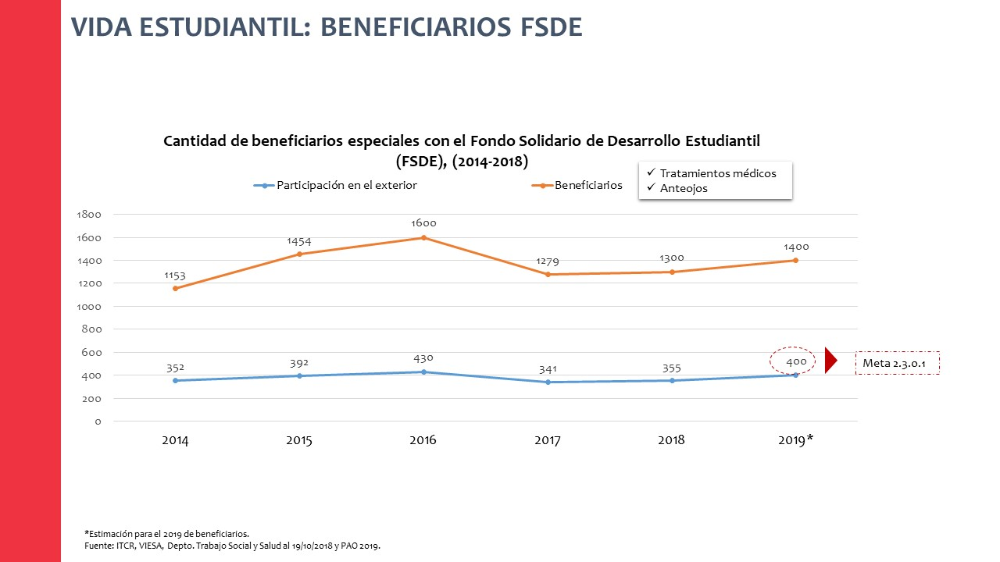 VIDA ESTUDIANTIL: BENEFICIARIOS FSDE
Cantidad de beneficiarios especiales con el Fondo Solidario de Desarrollo Estudiantil
(FSDE), (2014-2018)
Participación en el exterior
Beneficiarios
✓ Tratamientos médicos
✓ Anteojos
1800
1600
1400
1200
1000
800
600
400
200
0
1153
1454
1600
1279
1300
1400
352
392
430
341
355
400
Meta 2.3.0.1
2014
2015
2016
2017
2018
2019*
*Estimación para el 2019 de beneficiarios.
Fuente: ITCR, VIESA, Depto. Trabajo Social y Salud al 19/10/2018 y PAO 2019.